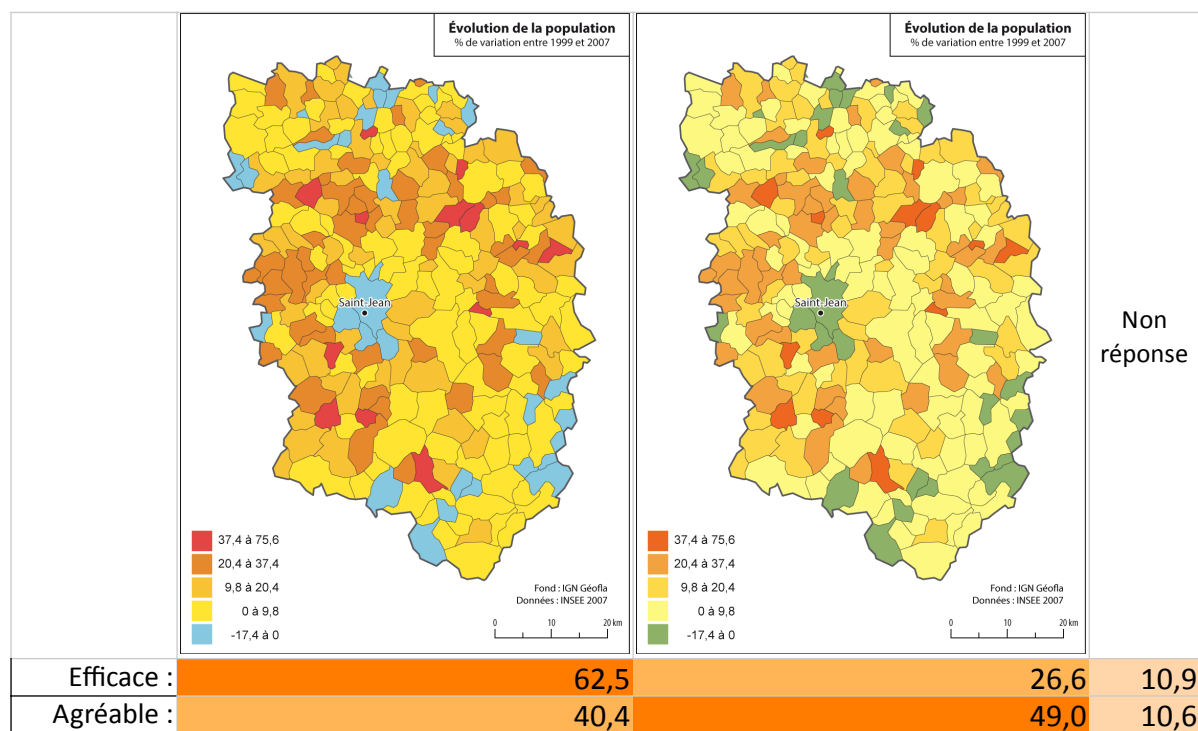 Évolution de la population
% de variation entre 1999 et 2007
Saint-Jean
37,4 à 75,6
20,4 à 37,4
9,8 à 20,4
0 à 9,8
-17,4 à 0
Fond : IGN Géofla
Données : INSEE 2007
0 10 20 km
Évolution de la population
% de variation entre 1999 et 2007
Saint-Jean
37,4 à 75,6
20,4 à 37,4
9,8 à 20,4
0 à 9,8
-17,4 à 0
Fond : IGN Géofla
Données : INSEE 2007
0 10 20 km
Non
réponse
Efficace : 62,5 26,6 10,9
Agréable : 40,4 49,0 10,6